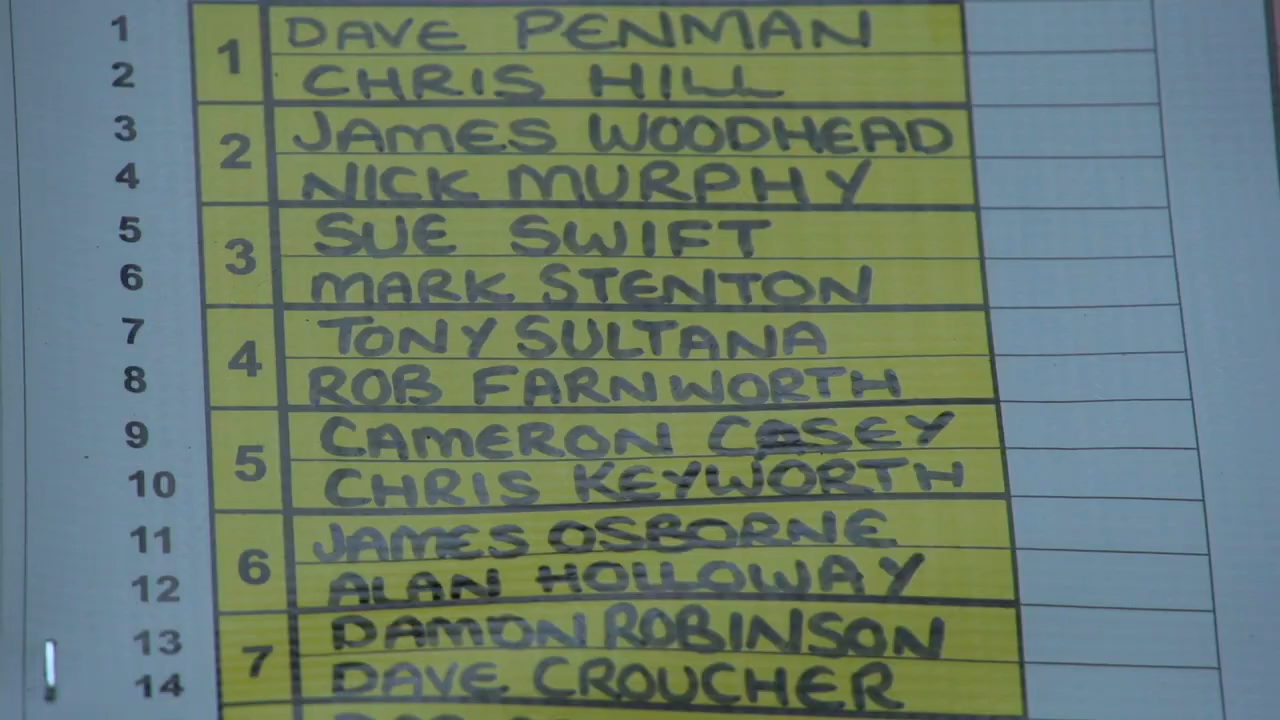 1 1 DAVE PENMAN
2 CHRIS HILL
3 2 JAMES WOODHEAD
4 NICK MURPHY
5 3 SUE SWIFT
6 MARK STENTON
7 4 TONY SULTANA
8 ROB FARNWORTH
9 5 CAMERON CASEY
10 CHRIS KEYWORTH
11 6 JAMES OSBORNE
12 ALAN HOLLOWAY
13 7 DAMON ROBINSON
14 DAVE CROUCHER